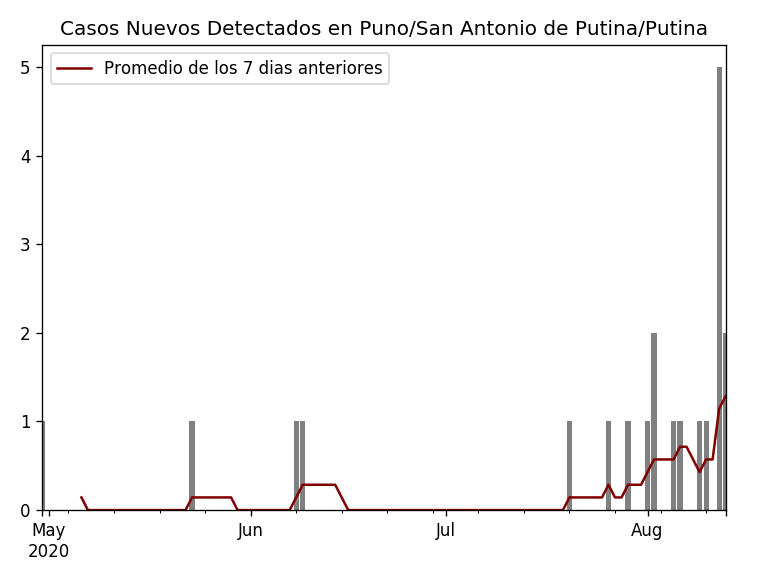 Casos Nuevos Detectados en Puno/San Antonio de Putina/Putina
Promedio de los 7 dias anteriores
5
4
3
2
1
0
May Jun Jul Aug
2020